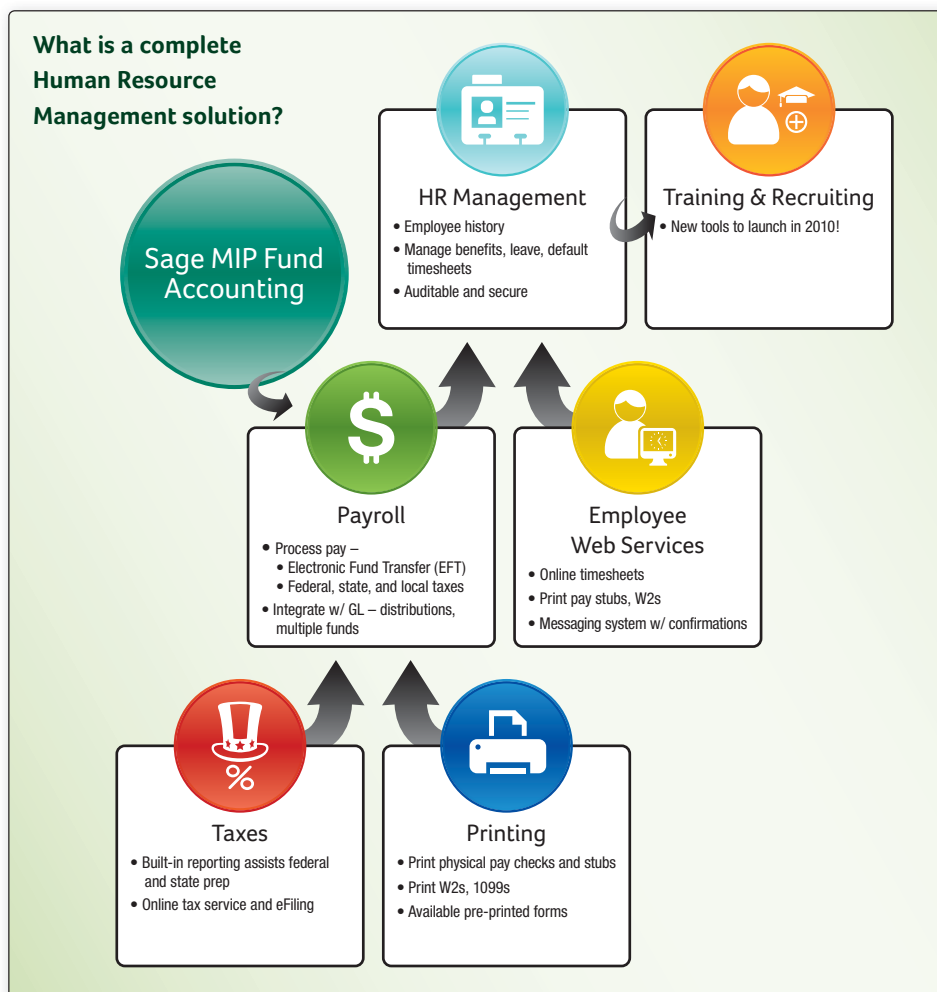 What is a complete
Human Resource
Management solution?
Sage MIP Fund
Accounting
HR Management
• Employee history
• Manage benefits, leave, default
timesheets
• Auditable and secure
Training & Recruiting
• New tools to launch in 2010!
$
Payroll
• Process pay –
• Electronic Fund Transfer (EFT)
• Federal, state, and local taxes
• Integrate w/ GL – distributions,
multiple funds
Employee
Web Services
• Online timesheets
• Print pay stubs, W2s
• Messaging system w/ confirmations
%
Taxes
• Built-in reporting assists federal
and state prep
• Online tax service and eFiling
Printing
• Print physical pay checks and stubs
• Print W2s, 1099s
• Available pre-printed forms